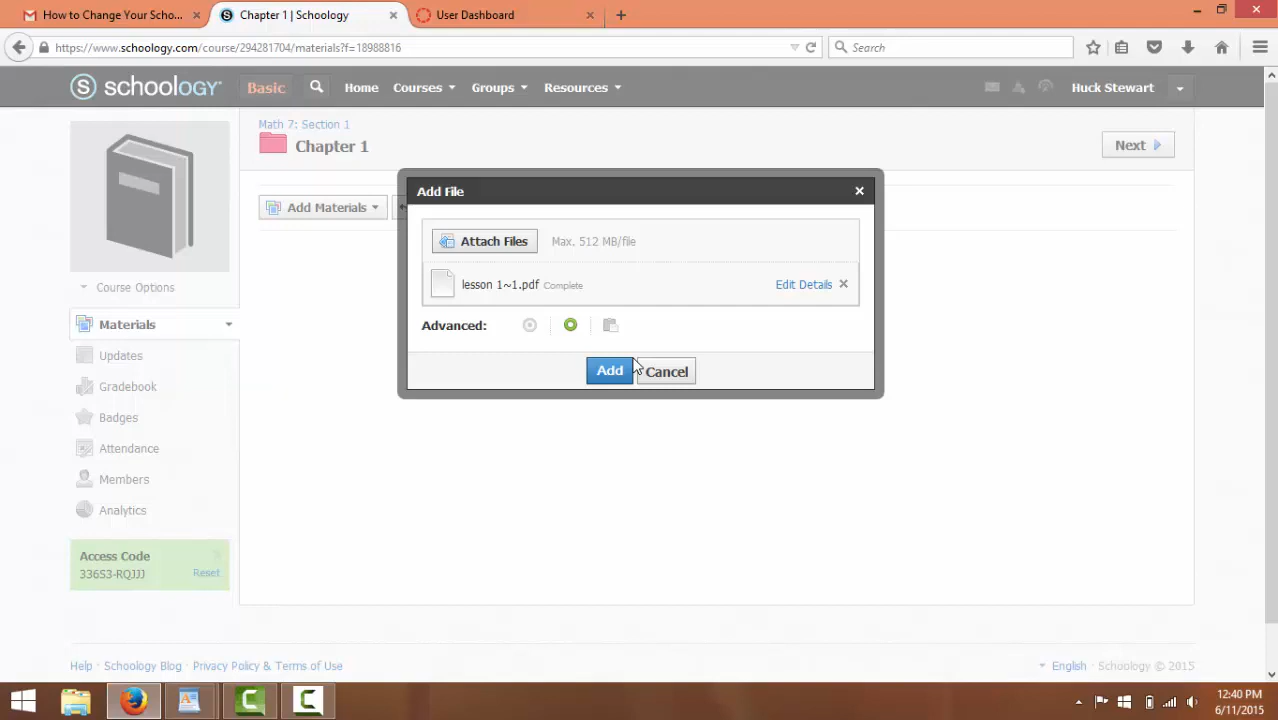 How to Change Your Scho...
Chapter 1 | Schoology
User Dashboard
https://www.schoology.com/course/294281704/materials?f=18988816
Search
S schoology
Basic
Home
Courses
Groups
Resources
Huck Stewart
Math 7: Section 1
Chapter 1
Next
Add Materials
Add File
Attach Files
Max. 512 MB/file
lesson 1~1.pdf Complete
Edit Details
Advanced:
Add
Cancel
Course Options
Materials
Updates
Gradebook
Badges
Attendance
Members
Analytics
Access Code
336S3-RQJJJ
Reset
Help · Schoology Blog · Privacy Policy & Terms of Use
English · Schoology © 2015
12:40 PM
6/11/2015